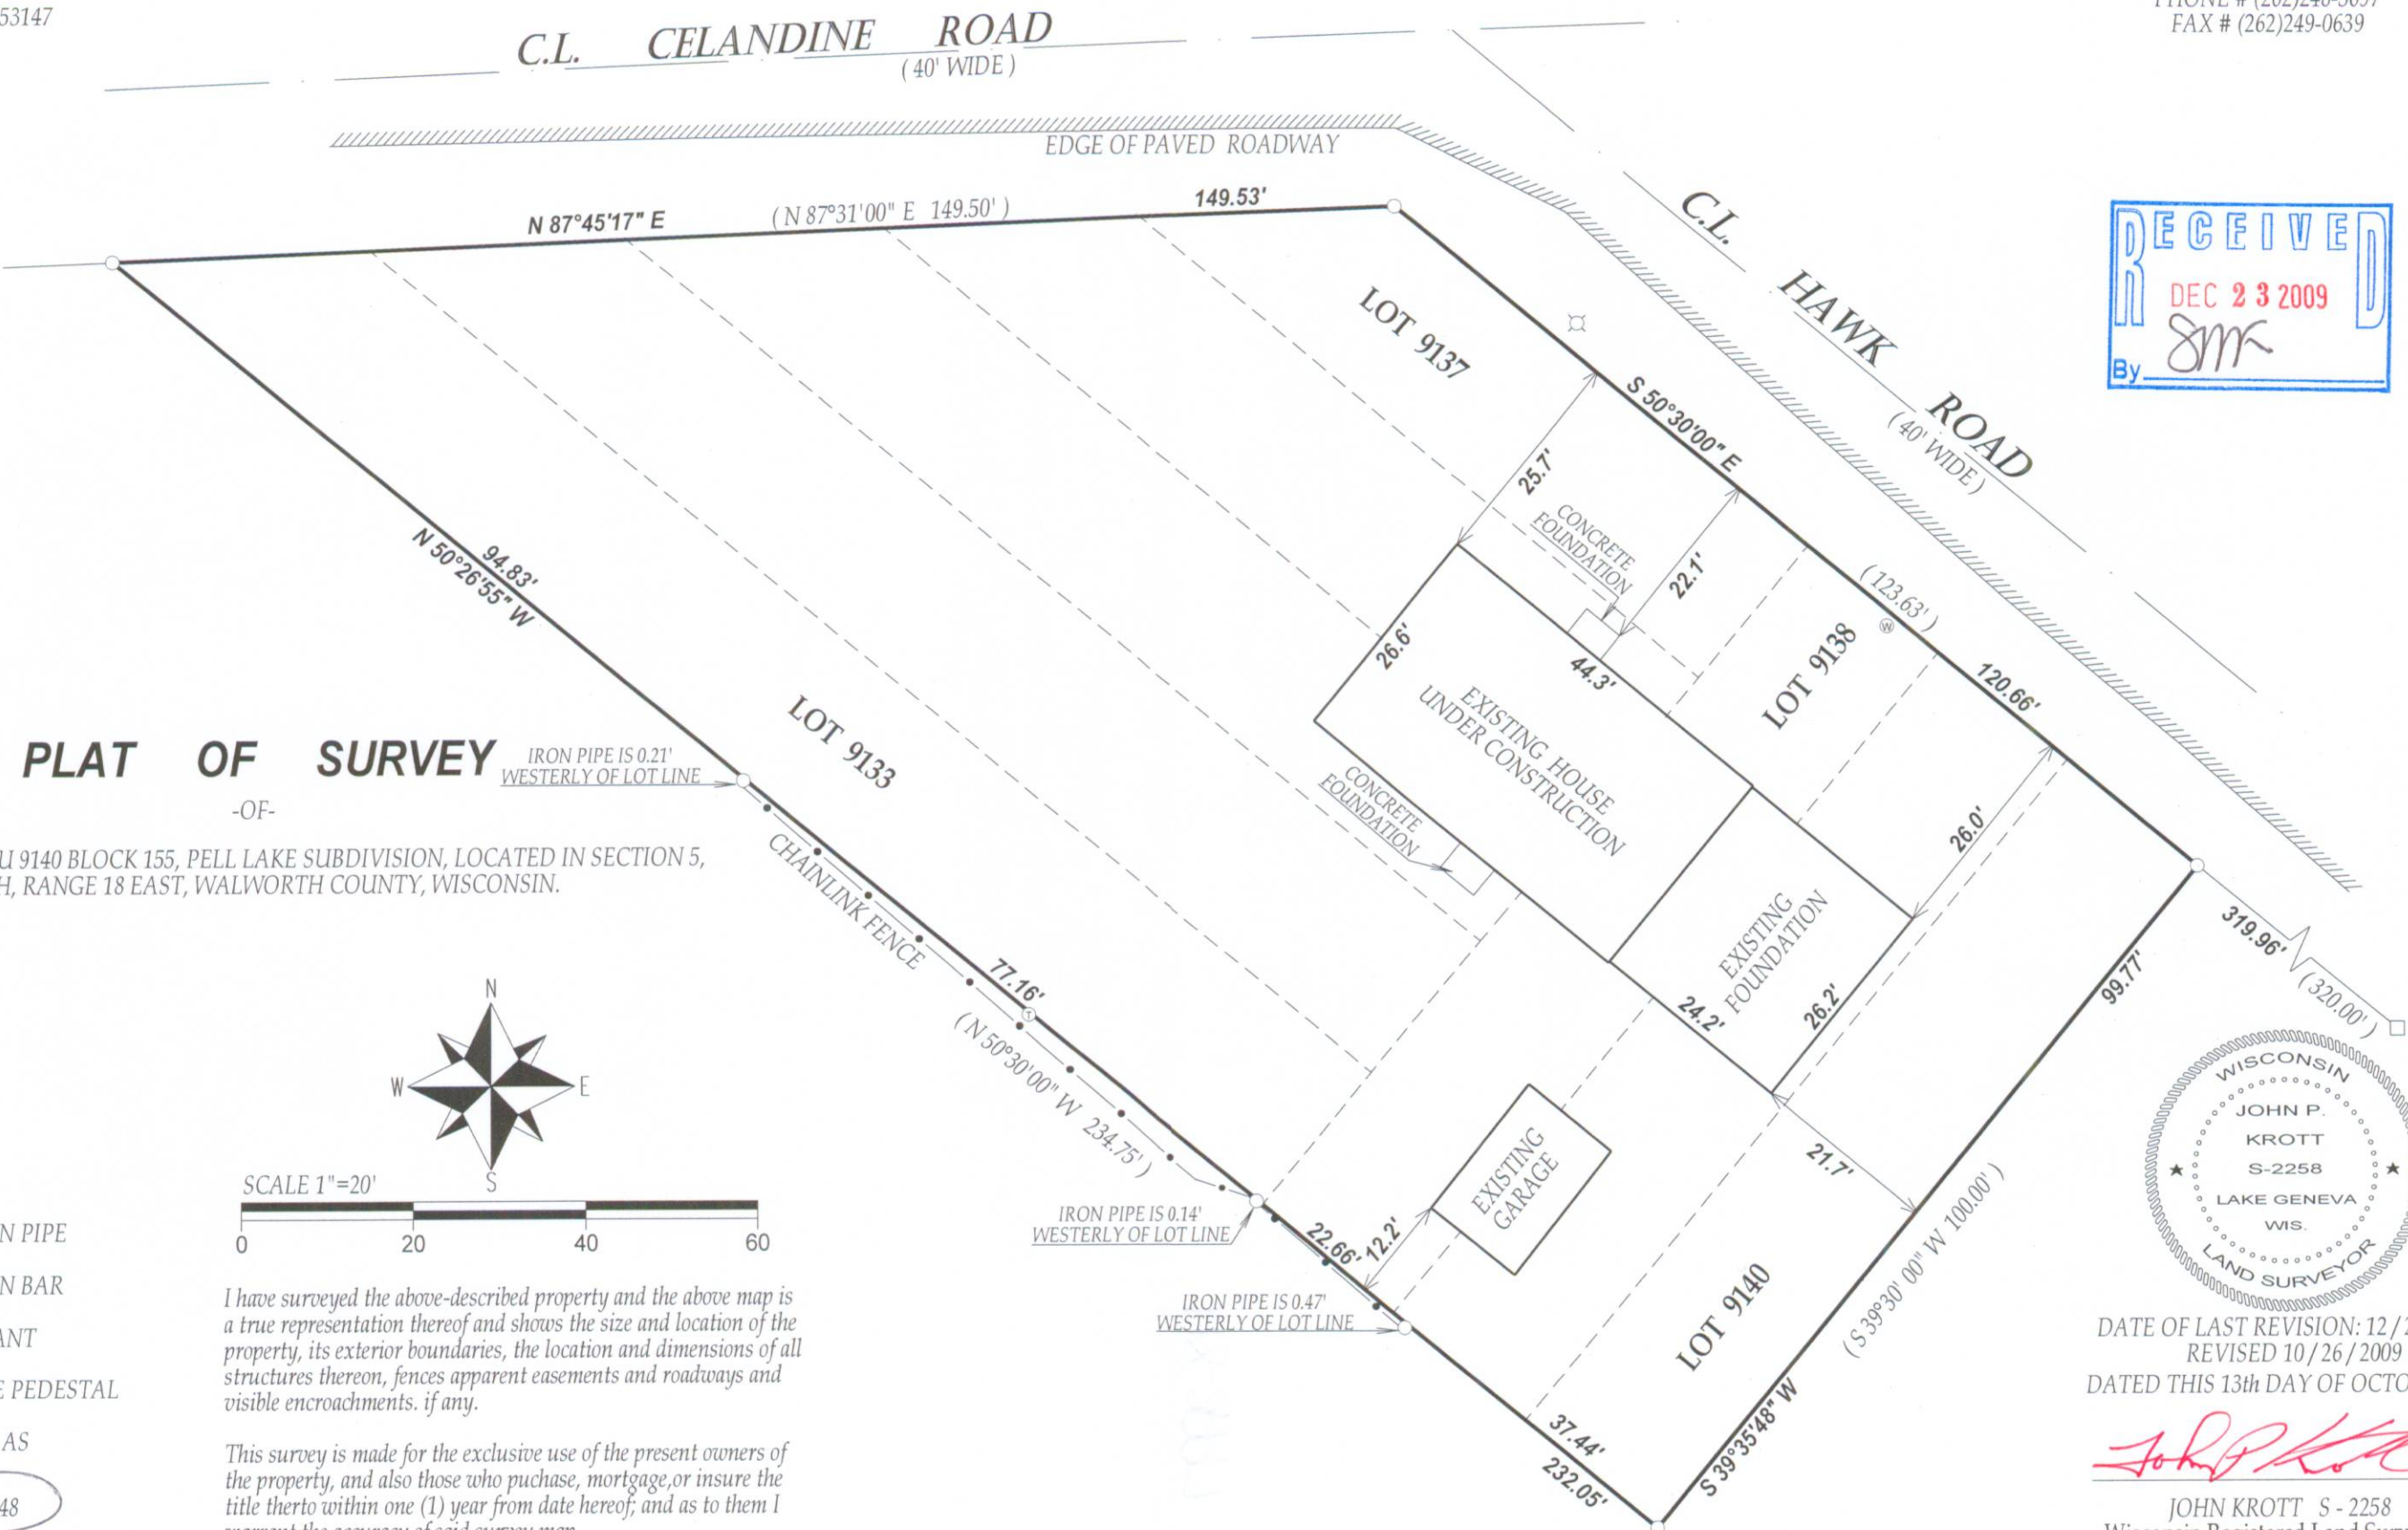 53147
FAX # (262)249-0639
C.L. CELANDINE ROAD
( 40' WIDE )
EDGE OF PAVED ROADWAY
N 87°45'17" E
( N 87°31'00" E 149.50' )
149.53'
C.L. HAWK ROAD
( 40' WIDE )
RECEIVED
DEC 23 2009
By
LOT 9137
S 50°30'00" E
25.7'
CONCRETE
FOUNDATION
22.1'
( 123.63' )
W
LOT 9138
120.66'
94.83'
N 50°26'55" W
26.6'
44.3'
EXISTING HOUSE
UNDER CONSTRUCTION
LOT 9133
CONCRETE
FOUNDATION
26.0'
PLAT OF SURVEY
-OF-
IRON PIPE IS 0.21'
WESTERLY OF LOT LINE
U 9140 BLOCK 155, PELL LAKE SUBDIVISION, LOCATED IN SECTION 5,
H, RANGE 18 EAST, WALWORTH COUNTY, WISCONSIN.
CHAINLINK FENCE
77.16'
( N 50°30'00" W 234.75' )
EXISTING
FOUNDATION
24.2'
26.2'
319.96'
( 320.00' )
99.77'
N
W
E
S
SCALE 1"=20'
0 20 40 60
EXISTING
GARAGE
21.7'
( S 39°30' 00" W 100.00' )
IRON PIPE IS 0.14'
WESTERLY OF LOT LINE
22.66'
12.2'
IRON PIPE IS 0.47'
WESTERLY OF LOT LINE
LOT 9140
37.44'
232.05'
S 39°35'48" W
WISCONSIN
JOHN P.
KROTT
S-2258
LAKE GENEVA
WIS.
LAND SURVEYOR
N PIPE
N BAR
ANT
E PEDESTAL
AS
48
I have surveyed the above-described property and the above map is
a true representation thereof and shows the size and location of the
property, its exterior boundaries, the location and dimensions of all
structures thereon, fences apparent easements and roadways and
visible encroachments. if any.
This survey is made for the exclusive use of the present owners of
the property, and also those who puchase, mortgage,or insure the
title therto within one (1) year from date hereof; and as to them I
DATE OF LAST REVISION: 12 /
REVISED 10 / 26 / 2009
DATED THIS 13th DAY OF OCTO
John P Krott
JOHN KROTT S - 2258